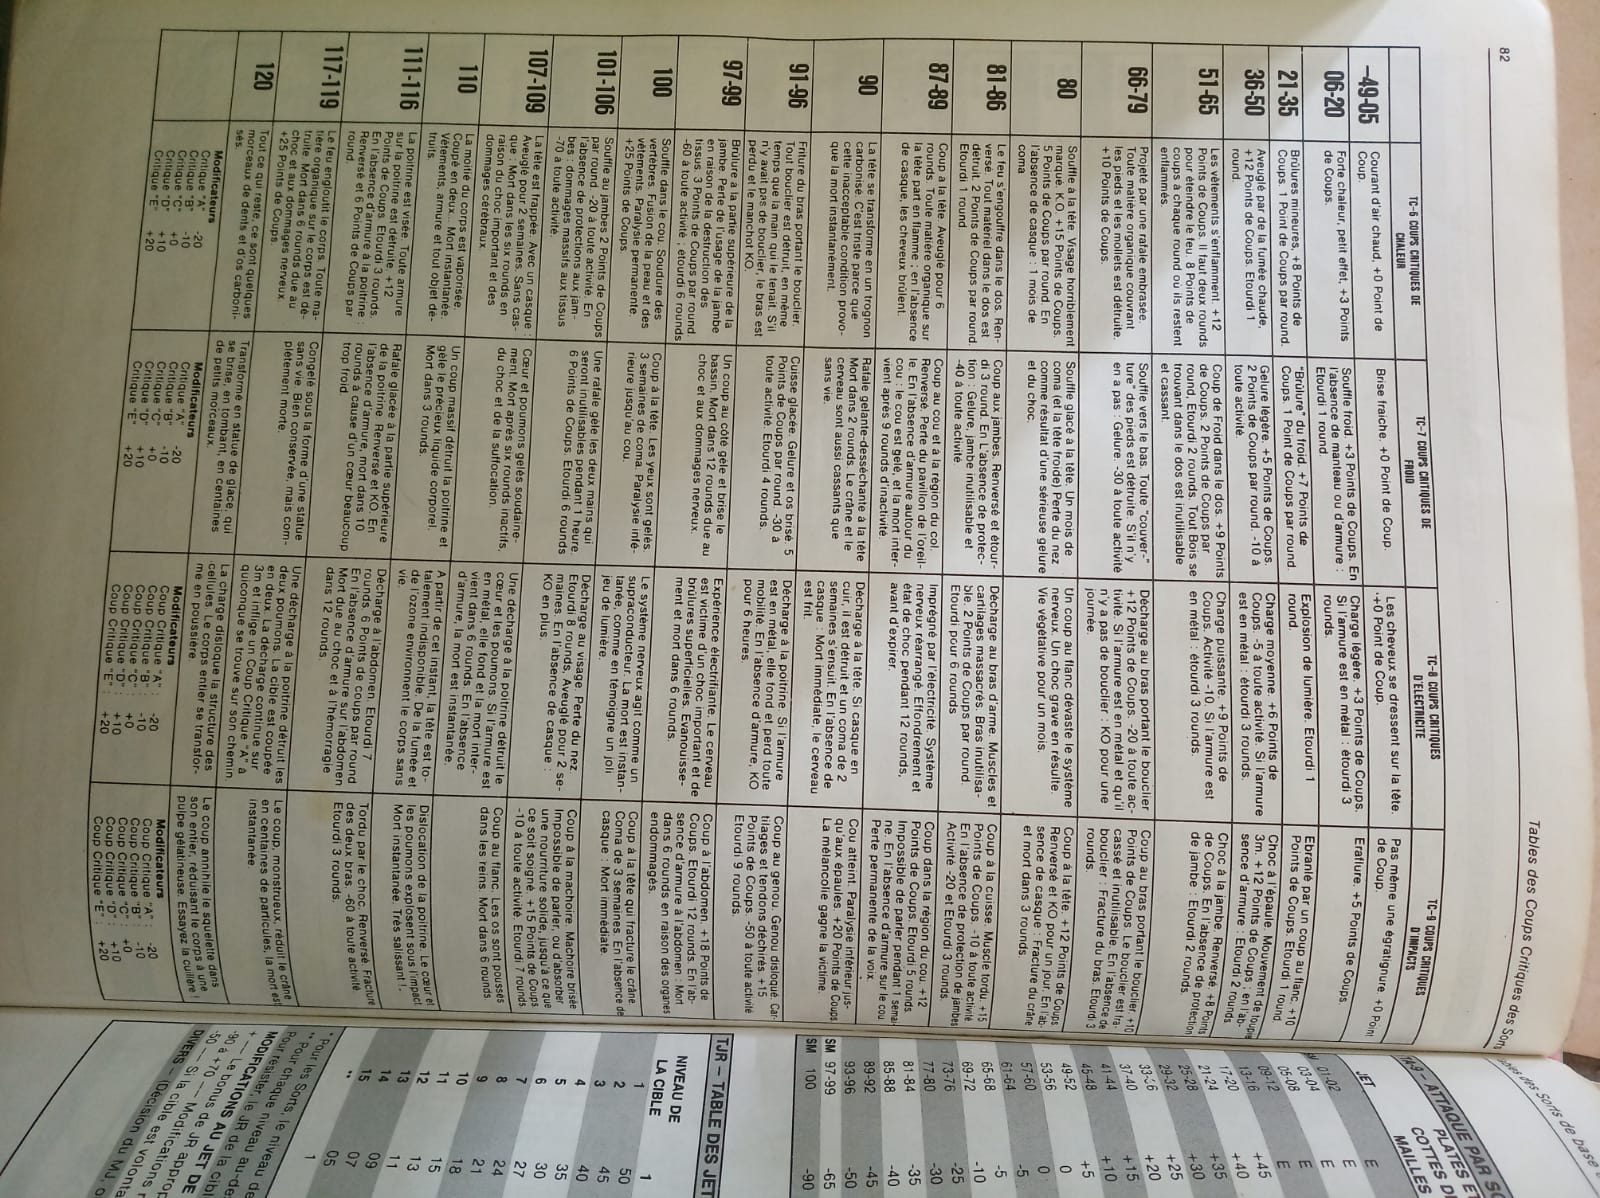 82
Tables des Coups Critiques des Sorts
TC-6 COUPS CRITIQUES DE
CHALEUR
TC-7 COUPS CRITIQUES DE
FROID
TC-8 COUPS CRITIQUES
D'ELECTRICITE
TC-9 COUPS CRITIQUES
D'IMPACTS
–49-05
Courant d'air chaud, +0 Point de
Coup.
Brise fraiche. +0 Point de Coup.
Les cheveux se dressent sur la tête.
+0 Point de Coup.
Pas même une égratignure. +0 Point
de Coup.
06-20
Forte chaleur, petit effet, +3 Points
de Coups.
Souffle froid. +3 Points de Coups. En
l'absence de manteau ou d'armure :
Etourdi 1 round.
Charge légère. +3 Points de Coups.
Si l'armure est en métal : étourdi 3
rounds.
Eraflure. +5 Points de Coups.
21-35
Brûlures mineures, +8 Points de
Coups. 1 Point de Coups par round.
"Brûlure" du froid. +7 Points de
Coups. 1 Point de Coups par round.
Explosion de lumière. Etourdi 1
round.
Ebranlé par un coup au flanc. +10
Points de Coups. Etourdi 1 round.
36-50
Aveuglé par de la fumée chaude,
+12 Points de Coups. Etourdi 1
round.
Gelure légère. +5 Points de Coups.
2 Points de Coups par round. -10 à
toute activité.
Charge moyenne. +6 Points de
Coups. -5 à toute activité. Si l'armure
est en métal : étourdi 3 rounds.
Choc à l'épaule. Mouvement de toupie
3m. +12 Points de Coups ; en l'ab-
sence d'armure : Etourdi 2 rounds.
51-65
Les vêtements s'enflamment. +12
Points de Coups. Il faut deux rounds
pour éteindre le feu. 8 Points de
coups à chaque round où ils restent
enflammés.
Coup de Froid dans le dos. +9 Points
de Coups. 2 Points de Coups par
round, Etourdi 2 rounds. Tout Bois se
trouvant dans le dos est inutilisable
et cassant.
Charge puissante. +9 Points de
Coups. Activité -10. Si l'armure est
en métal : étourdi 3 rounds.
Choc à la jambe. Renversé. +8 Points
de Coups. En l'absence de protection
de jambe : Etourdi 2 rounds.
66-79
Projeté par une rafale embrasée.
Toute matière organique couvrant
les pieds et les mollets est détruite.
+10 Points de Coups.
Souffle vers le bas. Toute "couver-"
ture" des pieds est détruite. S'il n'y
en a pas : Gelure. -30 à toute activité
Décharge au bras portant le bouclier
+12 Points de Coups. -20 à toute ac-
tivité. Si l'armure est en métal et qu'il
n'y a pas de bouclier : KO pour une
journée.
Coup au bras portant le bouclier. +10
Points de Coups. Le bouclier est fra-
cassé et inutilisable. En l'absence de
bouclier : Fracture du bras. Etourdi 3
rounds.
80
Souffle à la tête. Visage horriblement
marqué. K.O. +15 Points de Coups.
5 Points de Coups par round. En
l'absence de casque : 1 mois de
coma
Souffle glacé à la tête. Un mois de
coma (et la tête froide) Perte du nez
comme résultat d'une sérieuse gelure
et du choc.
Un coup au flanc dévaste le système
nerveux. Un choc grave en résulte.
Vie végétative pour un mois.
Coup à la tête. +12 Points de Coups
Renversé et KO pour un jour. En l'ab-
sence de casque : Fracture du crâne
et mort dans 3 rounds.
81-86
Le feu s'engouffre dans le dos. Ren-
versé. Tout matériel dans le dos est
detruit. 2 Points de Coups par round.
Etourdi 1 round.
Coup aux jambes. Renversé et étour-
di 3 round. En L'absence de protec-
tion : Gelure, jambe inutilisable et
-40 à toute activité.
Décharge au bras d'arme. Muscles et
cartilages massacrés. Bras inutilisa-
ble. 2 Points de Coups par round.
Etourdi pour 6 rounds
Coup à la cuisse. Muscle tordu. +15
Points de Coups. -10 à toute activité
En l'absence de protection de jambes
Activité -20 et Etourdi 3 rounds.
87-89
Coup a la tête. Aveuglé pour 6
rounds. Toute matière organique sur
la tête part en flamme ; en l'absence
de casque, les cheveux brûlent.
Coup au cou et à la région du col.
Renversé. Perte du pavillon de l'oreil-
le. En l'absence d'armure autour du
cou : le cou est gelé, et la mort inter-
vient après 9 rounds d'inactivité.
Imprégné par l'électricité. Système
nerveux réarrangé. Effondrement et
état de choc pendant 12 rounds,
avant d'expirer.
Coup dans la région du cou. +12
Points de Coups. Etourdi 5 rounds.
Impossible de parler pendant 1 semai-
ne. En l'absence d'armure sur le cou
Perte permanente de la voix.
90
La tête se transforme en un trognon
carbonisé. C'est triste parce que
cette inacceptable condition provo-
que la mort instantanément.
Rafale gelante-desséchante à la tête
Mort dans 2 rounds. Le crâne et le
cerveau sont aussi cassants que
sans vie.
Décharge à la tête. Si casque en
cuir, il est détruit et un coma de 2
semaines s'ensuit. En l'absence de
casque : Mort immédiate, le cerveau
est frit.
Cou atteint. Paralysie inférieur jus-
qu'aux épaules. +20 Points de Coups
La mélancolie gagne la victime.
91-96
Friture du bras portant le bouclier.
Tout bouclier est détruit, en même
temps que la main qui le tenait. S'il
n'y avait pas de bouclier, le bras est
perdu et le manchot KO.
Cuisse glacée. Gelure et os brisé. 5
Points de Coups par round. -30 à
toute activité. Etourdi 4 rounds.
Décharge à la poitrine. Si l'armure
est en métal, elle fond et perd toute
mobilité. En l'absence d'armure, KO
pour 6 heures.
Coup au genou. Genou disloqué. Car-
tilages et tendons déchirés. +15
Points de Coups. -50 à toute activité
Etourdi 9 rounds.
97-99
Brûlure à la partie supérieure de la
jambe. Perte de l'usage de la jambe
en raison de la destruction des
tissus. 3 Points de Coups par round.
-60 à toute activité ; étourdi 6 rounds
Un coup au côté gèle et brise le
bassin. Mort dans 12 rounds due au
choc et aux dommages nerveux.
Expérience électrifiante. Le cerveau
est victime d'un choc important et de
brûlures superficielles. Evanouisse-
ment et mort dans 6 rounds.
Coup à l'abdomen. +18 Points de
Coups. Etourdi 12 rounds. En l'ab-
sence d'armure à l'abdomen : Mort
dans 6 rounds en raison des organes
endommagés.
100
Souffle dans le cou. Soudure des
vertèbres. Fusion de la peau et des
vêtements. Paralysie permanente.
+25 Points de Coups.
Coup à la tête. Les yeux sont gelés.
3 semaines de coma. Paralysie infé-
rieure jusqu'au cou.
Le système nerveux agit comme un
supraconducteur. La mort est instan-
tanée, comme en témoigne un joli
jeu de lumière.
Coup à la tête qui fracture le crâne.
Coma de 3 semaines. En l'absence de
casque : Mort immédiate.
101-106
Souffle au jambes 2 Points de Coups
par round. -20 à toute activité. En
l'absence de protections aux jam-
bes : dommages massifs aux tissus
-70 à toute activité.
Une rafale gèle les deux mains qui
seront inutilisables pendant 1 heure.
6 Points de Coups. Etourdi 6 rounds
Décharge au visage. Perte du nez.
Etourdi 8 rounds, Aveuglé pour 2 se-
maines. En l'absence de casque :
KO en plus.
Coup à la machoire. Machoire brisée
Impossible de parler, ou d'absorber
une nourriture solide, jusqu'à ce que
ce soit soigné. +15 Points de Coups
-10 à toute activité. Etourdi 7 rounds.
107-109
La tête est frappée. Avec un casque :
Aveuglé pour 2 semaines. Sans cas-
que : Mort dans les six rounds en
raison du choc important et des
dommages cérébraux.
Cœur et poumons gelés soudaine-
ment. Mort après six rounds inactifs,
du choc et de la suffocation.
Une décharge à la poitrine détruit le
cœur et les poumons. Si l'armure est
en métal, elle fond et la mort inter-
vient dans 6 rounds. En l'absence
d'armure, la mort est instantanée.
Coup au flanc. Les os sont poussés
dans les reins. Mort dans 6 rounds.
110
La moitié du corps est vaporisée.
Coupé en deux... Mort instantanée.
Vêtements, armure et tout objet dé-
truits.
Un coup massif détruit la poitrine et
gèle le précieux liquide corporel.
Mort dans 3 rounds.
A partir de cet instant, la tête est to-
talement indisponible. De la fumée et
de l'ozone environnent le corps sans
vie.
Dislocation de la poitrine. Le cœur et
les poumons explosent sous l'impact
Mort instantanée. Très salissant !-
111-116
La poitrine est visée. Toute armure
sur la poitrine est détruite. +12
Points de Coups. Etourdi 3 rounds.
En l'absence d'armure à la poitrine :
Renversé et 6 Points de Coups par
round.
Rafale glacée à la partie supérieure
de la poitrine. Renversé et KO. En
l'absence d'armure, mort dans 10
rounds à cause d'un cœur beaucoup
trop froid.
Décharge à l'abdomen. Etourdi 7
rounds. 6 Points de Coups par round
En l'absence d'armure sur l'abdomen
Mort due au choc et à l'hémorragie
dans 12 rounds.
Tordu par le choc. Renversé. Fracture
des deux bras. -60 à toute activité.
Etourdi 3 rounds.
117-119
Le feu engloutit le corps. Toute ma-
tière organique sur le corps est dé-
truite. Mort dans 6 rounds due au
choc et aux dommages nerveux.
+25 Points de Coups.
Congelé sous la forme d'une statue
sans vie. Bien conservée, mais com-
plètement morte.
Une décharge à la poitrine détruit les
deux poumons. La cible est coupée
en deux. La décharge continue sur
3m et inflige un Coup Critique "A" à
quiconque se trouve sur son chemin.
Le coup, monstrueux, réduit le crâne
en centaines de particules, la mort est
instantanée.
120
Tout ce qui reste, ce sont quelques
morceaux de dents et d'os carboni-
sés.
Transformé en statue de glace, qui
se brise, en tombant, en centaines
de petits morceaux.
La charge disloque la structure des
cellules. Le corps entier se transfor-
me en poussière.
Le coup annihile le squelette dans
son entier, réduisant le corps à une
pulpe gélatineuse. Essayez la cuillère !
Modificateurs
Critique "A" -20
Critique "B" -10
Critique "C" +0
Critique "D" +10
Critique "E" +20
Modificateurs
Critique "A" -20
Critique "B" -10
Critique "C" +0
Critique "D" +10
Critique "E" +20
Modificateurs
Coup Critique "A" : -20
Coup Critique "B" : -10
Coup Critique "C" : +0
Coup Critique "D" : +10
Coup Critique "E" : +20
Modificateurs
Coup Critique "A" : -20
Coup Critique "B" : -10
Coup Critique "C" : +0
Coup Critique "D" : +10
Coup Critique "E" : +20
des Sorts de base
TA-9 – ATTAQUE PAR
PLATES ET
COTTES DE
MAILLES
JET
01-02 E
03-04 E
05-08 E
09-12 E
13-16 +45
17-20 +40
21-24 +35
25-28 +30
29-32 +25
33-36 +20
37-40 +15
41-44 +10
45-48 +5
49-52 0
53-56 0
57-60 -5
61-64 -5
65-68 -10
69-72 -25
73-76 -30
77-80 -35
81-84 -40
85-88 -45
89-92 -50
93-96 -65
SM 97-99 -90
SM 100
TJR – TABLE DES JET
NIVEAU DE
LA CIBLE
1
1 50
2 45
3 40
4 35
5 30
6 27
7 24
8 21
9 18
10 15
11 13
12 11
13 09
14 07
15 05
** 1
* Pour les Sorts, le niveau de
** Pour chaque niveau au-de
Pour résister, le JR de la cibl
MODIFICATIONS AU JET DE
+ — Le bonus de JR approp
-90 à +70 — Modifications
-50 — Si la cible est volonta
DIVERS – (Décision du MJ, o